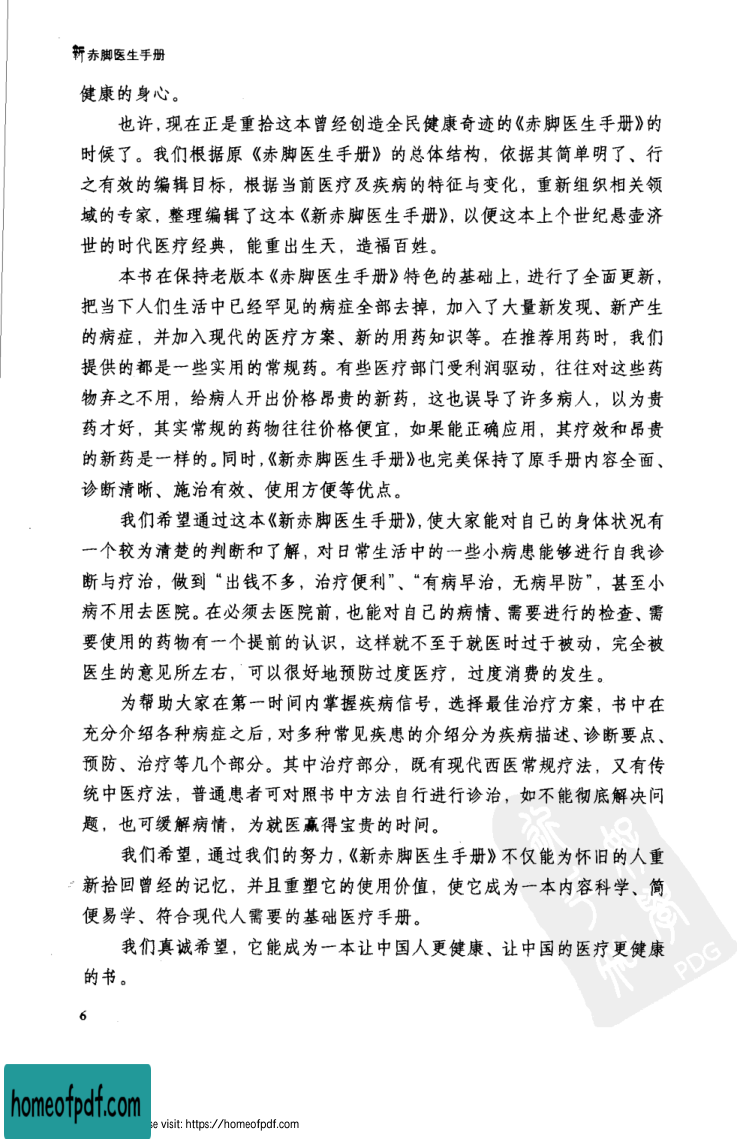 新赤脚医生手册
健康的身心。
也许,现在正是重拾这本曾经创造全民健康奇迹的《赤脚医生手册》的
时候了。我们根据原《赤脚医生手册》的总体结构，依据其简单明了、行
之有效的编辑目标，根据当前医疗及疾病的特征与变化，重新组织相关领
域的专家，整理编辑了这本《新赤脚医生手册》，以便这本上个世纪悬壶济
世的时代医疗经典，能重出生天，造福百姓。
本书在保持老版本《赤脚医生手册》特色的基础上，进行了全面更新，
把当下人们生活中已经罕见的病症全部去掉，加入了大量新发现、新产生
的病症，并加入现代的医疗方案、新的用药知识等。在推荐用药时，我们
提供的都是一些实用的常规药。有些医疗部门受利润驱动，往往对这些药
物弃之不用，给病人开出价格昂贵的新药，这也误导了许多病人，以为贵
药才好，其实常规的药物往往价格便宜，如果能正确应用，其疗效和昂贵
的新药是一样的。同时,《新赤脚医生手册》也完美保持了原手册内容全面、
诊断清晰、施治有效、使用方便等优点。
我们希望通过这本《新赤脚医生手册》，使大家能对自己的身体状况有
一个较为清楚的判断和了解，对日常生活中的一些小病患能够进行自我诊
断与疗治，做到“出钱不多，治疗便利”、“有病早治，无病早防”，甚至小
病不用去医院。在必须去医院前，也能对自己的病情、需要进行的检查、需
要使用的药物有一个提前的认识，这样就不至于就医时过于被动，完全被
医生的意见所左右，可以很好地预防过度医疗，过度消费的发生。
为帮助大家在第一时间内掌握疾病信号，选择最佳治疗方案，书中在
充分介绍各种病症之后，对多种常见疾患的介绍分为疾病描述、诊断要点、
预防、治疗等几个部分。其中治疗部分，既有现代西医常规疗法，又有传
统中医疗法，普通患者可对照书中方法自行进行诊治，如不能彻底解决问
题，也可缓解病情，为就医赢得宝贵的时间。
我们希望，通过我们的努力，《新赤脚医生手册》不仅能为怀旧的人重
新拾回曾经的记忆，并且重塑它的使用价值，使它成为一本内容科学、简
便易学、符合现代人需要的基础医疗手册。
我们真诚希望，它能成为一本让中国人更健康、让中国的医疗更健康
的书。
PDG
6
homeofpdf.com
se visit: https://homeofpdf.com